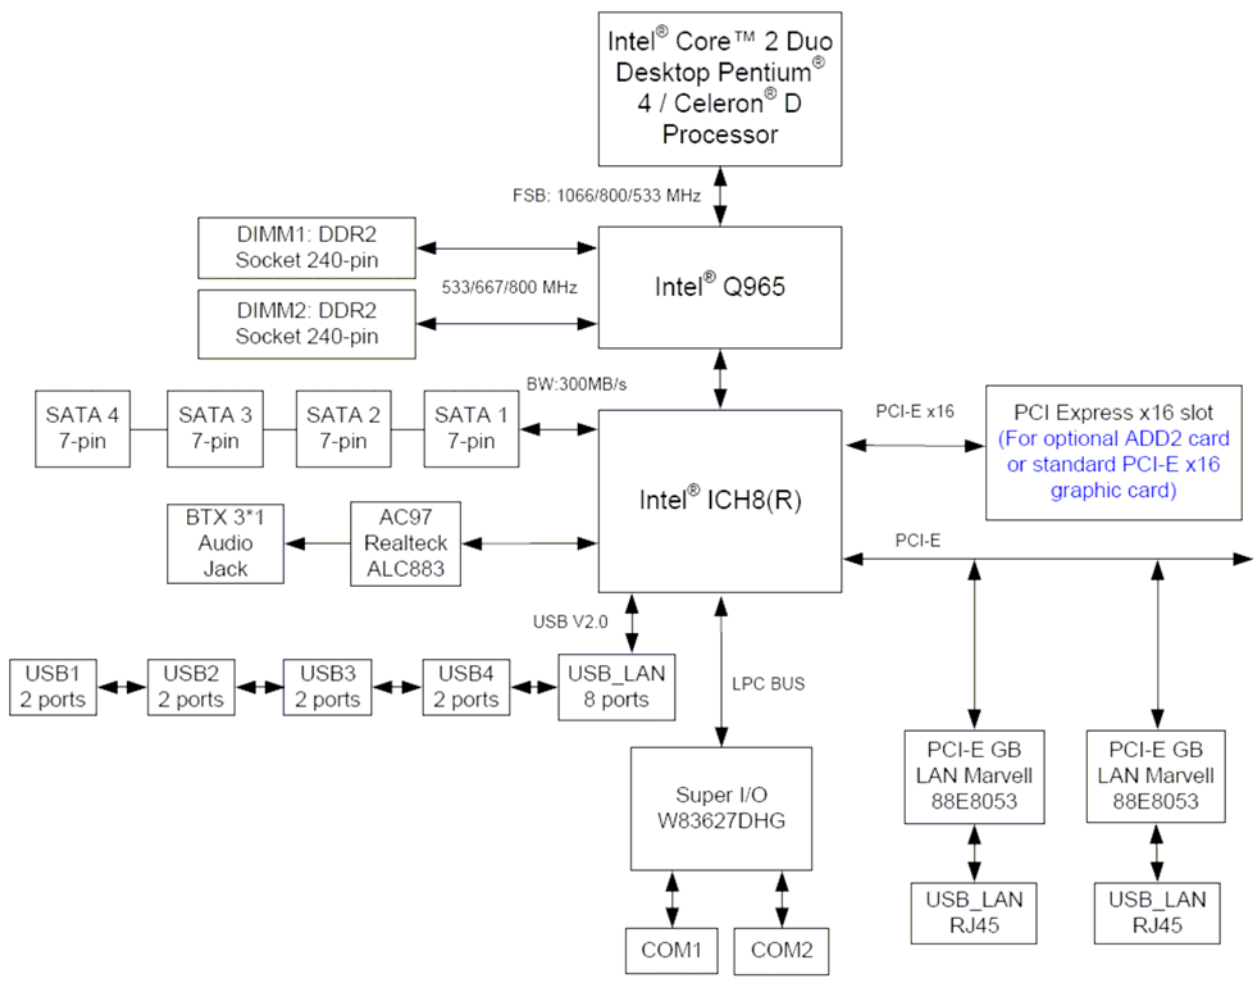 Intel® Core™ 2 Duo
Desktop Pentium®
4 / Celeron® D
Processor
FSB: 1066/800/533 MHz
DIMM1: DDR2
Socket 240-pin
533/667/800 MHz
DIMM2: DDR2
Socket 240-pin
Intel® Q965
BW:300MB/s
SATA 4
7-pin
SATA 3
7-pin
SATA 2
7-pin
SATA 1
7-pin
Intel® ICH8(R)
PCI-E x16
PCI Express x16 slot
(For optional ADD2 card
or standard PCI-E x16
graphic card)
BTX 3*1
Audio
Jack
AC97
Realteck
ALC883
PCI-E
USB V2.0
USB1
2 ports
USB2
2 ports
USB3
2 ports
USB4
2 ports
USB_LAN
8 ports
LPC BUS
Super I/O
W83627DHG
PCI-E GB
LAN Marvell
88E8053
PCI-E GB
LAN Marvell
88E8053
USB_LAN
RJ45
USB_LAN
RJ45
COM1
COM2